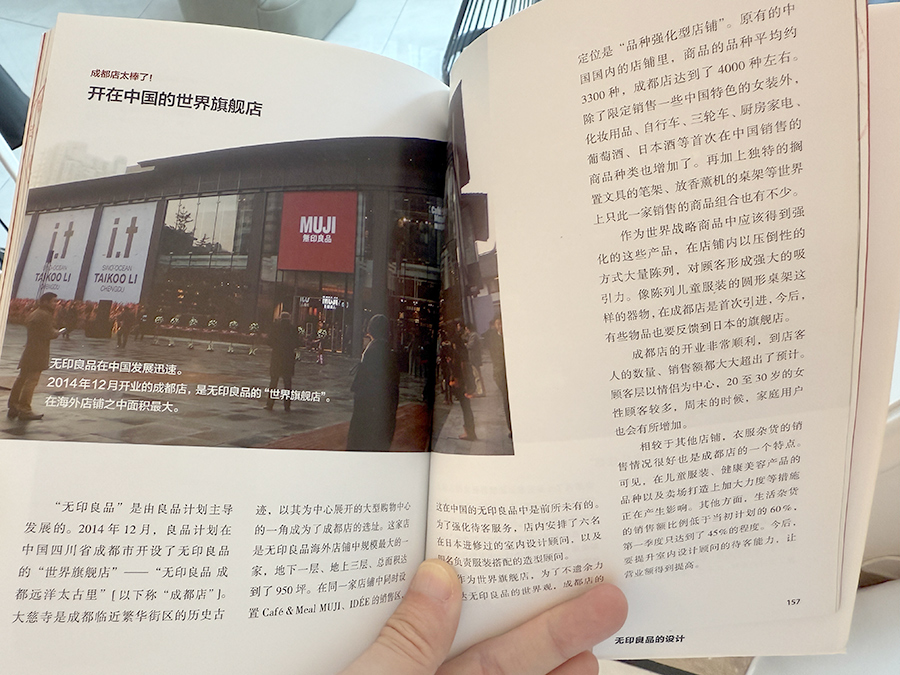 成都店太棒了！
开在中国的世界旗舰店
i.t
SINO OCEAN
TAIKOO LI
CHENGDU
i.t
SINO OCEAN
TAIKOO LI
CHENGDU
MUJI
無印良品
MUJI
无印良品在中国发展迅速。
2014年12月开业的成都店，是无印良品的“世界旗舰店”。
在海外店铺之中面积最大。
“无印良品”是由良品计划主导
发展的。2014 年 12 月，良品计划在
中国四川省成都市开设了无印良品
的“世界旗舰店”——“无印良品 成
都远洋太古里”[以下称“成都店”]。
大慈寺是成都临近繁华街区的历史古
迹，以其为中心展开的大型购物中心
的一角成为了成都店的选址。这家店
是无印良品海外店铺中规模最大的一
家，地下一层、地上三层、总面积达
到了 950 坪。在同一家店铺中同时设
置 Café & Meal MUJI、IDÉE 的销售区，
这在中国的无印良品中是前所未有的。
为了强化待客服务，店内安排了六名
在日本进修过的室内设计顾问，以及
名负责服装搭配的造型顾问。
作为世界旗舰店，为了不遗余力
达无印良品的世界观，成都店的
定位是“品种强化型店铺”。原有的中
国国内的店铺里，商品的品种平均约
3300 种，成都店达到了 4000 种左右。
除了限定销售一些中国特色的女装外，
化妆用品、自行车、三轮车、厨房家电、
葡萄酒、日本酒等首次在中国销售的
商品种类也增加了。再加上独特的搁
置文具的笔架、放香薰机的桌架等世界
上只此一家销售的商品组合也有不少。
作为世界战略商品中应该得到强
化的这些产品，在店铺内以压倒性的
方式大量陈列，对顾客形成强大的吸
引力。像陈列儿童服装的圆形桌架这
样的器物，在成都店是首次引进，今后，
有些物品也要反馈到日本的旗舰店。
成都店的开业非常顺利，到店客
人的数量、销售额都大大超出了预计。
顾客层以情侣为中心，20 至 30 岁的女
性顾客较多，周末的时候，家庭用户
也会有所增加。
相较于其他店铺，衣服杂货的销
售情况很好也是成都店的一个特点。
可见，在儿童服装、健康美容产品的
品种以及卖场打造上加大力度等措施
正在产生影响。其他方面，生活杂货
的销售额比例低于当初计划的 60%，
第一季度只达到了 45%的程度。今后，
要提升室内设计顾问的待客能力，让
营业额得到提高。
157
无印良品的设计